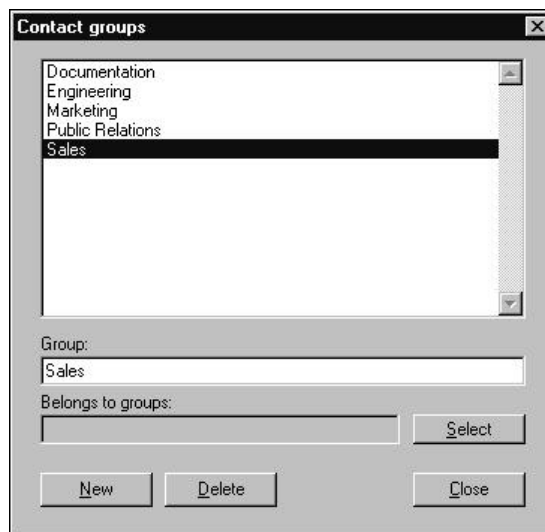 Contact groups
Documentation
Engineering
Marketing
Public Relations
Sales
Group:
Sales
Belongs to groups:
Select
New Delete Close